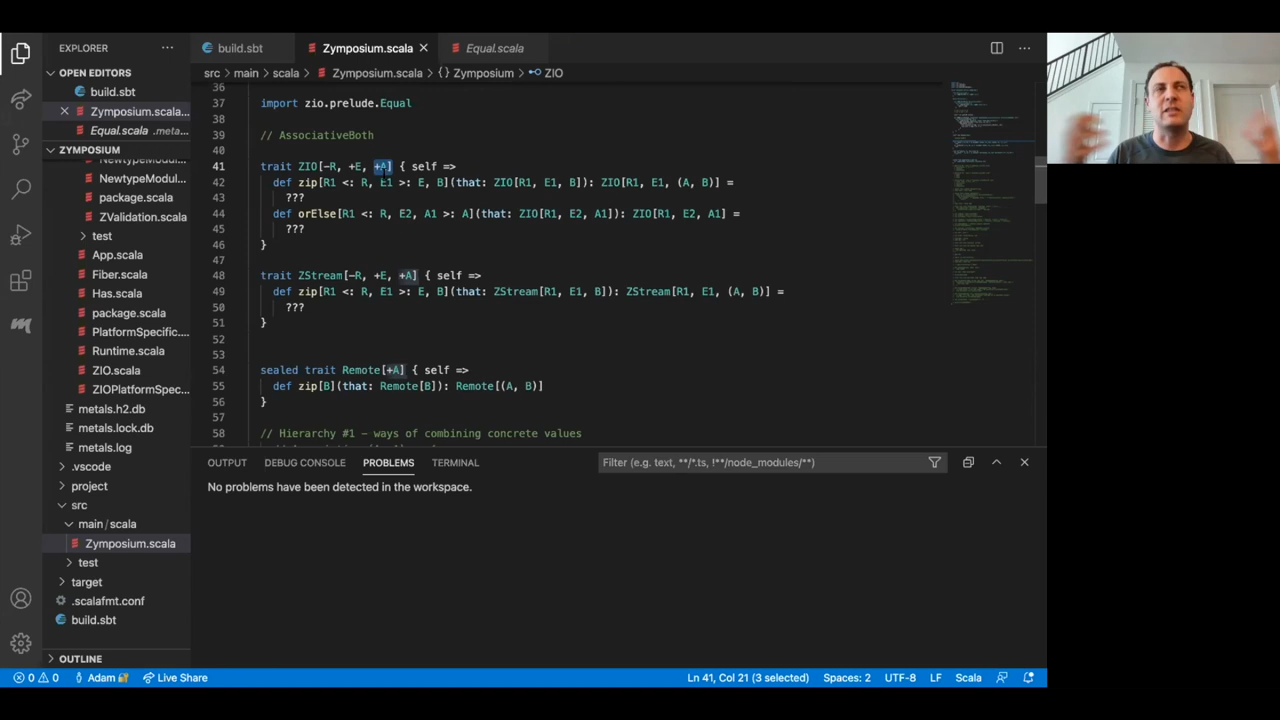 EXPLORER
OPEN EDITORS
build.sbt
Zymposium.scala...
Equal.scala .meta...
ZYMPOSIUM
NewtypeModul...
package.scala
ZValidation.scala
test
App.scala
Fiber.scala
Has.scala
package.scala
PlatformSpecific...
Runtime.scala
ZIO.scala
ZIOPlatformSpec...
metals.h2.db
metals.lock.db
metals.log
.vscode
project
src
main/scala
Zymposium.scala
test
target
.scalafmt.conf
build.sbt
OUTLINE
build.sbt Zymposium.scala Equal.scala
src > main > scala > Zymposium.scala > {} Zymposium > ZIO
36
37 import zio.prelude.Equal
38
39 // AssociativeBoth
40
41 trait ZIO[-R, +E, +A] { self =>
42 def zip[R1 <: R, E1 >: E, B](that: ZIO[R1, E1, B]): ZIO[R1, E1, (A, B)] =
43 ???
44 def orElse[R1 <: R, E2, A1 >: A](that: ZIO[R1, E2, A1]): ZIO[R1, E2, A1] =
45 ???
46 }
47
48 trait ZStream[-R, +E, +A] { self =>
49 def zip[R1 <: R, E1 >: E, B](that: ZStream[R1, E1, B]): ZStream[R1, E1, (A, B)] =
50 ???
51 }
52
53
54 sealed trait Remote[+A] { self =>
55 def zip[B](that: Remote[B]): Remote[(A, B)]
56 }
57
58 // Hierarchy #1 - ways of combining concrete values
OUTPUT DEBUG CONSOLE PROBLEMS TERMINAL Filter (e.g. text, **/*.ts, !**/node_modules/**)
No problems have been detected in the workspace.
0 0 Adam Live Share Ln 41, Col 21 (3 selected) Spaces: 2 UTF-8 LF Scala